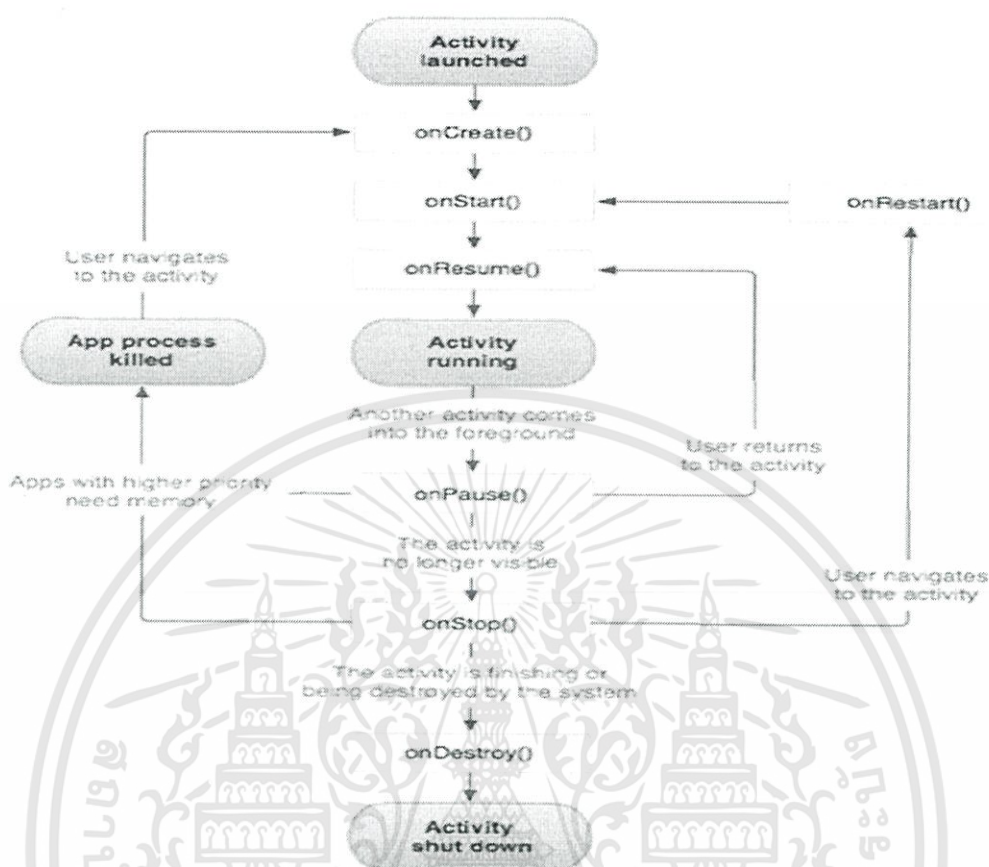 Activity
launched
onCreate()
onStart()
onRestart()
User navigates
to the activity
onResume()
App process
killed
Activity
running
Another activity comes
into the foreground
User returns
to the activity
Apps with higher priority
need memory
onPause()
The activity is
no longer visible
User navigates
to the activity
onStop()
The activity is finishing or
being destroyed by the system
onDestroy()
Activity
shut down